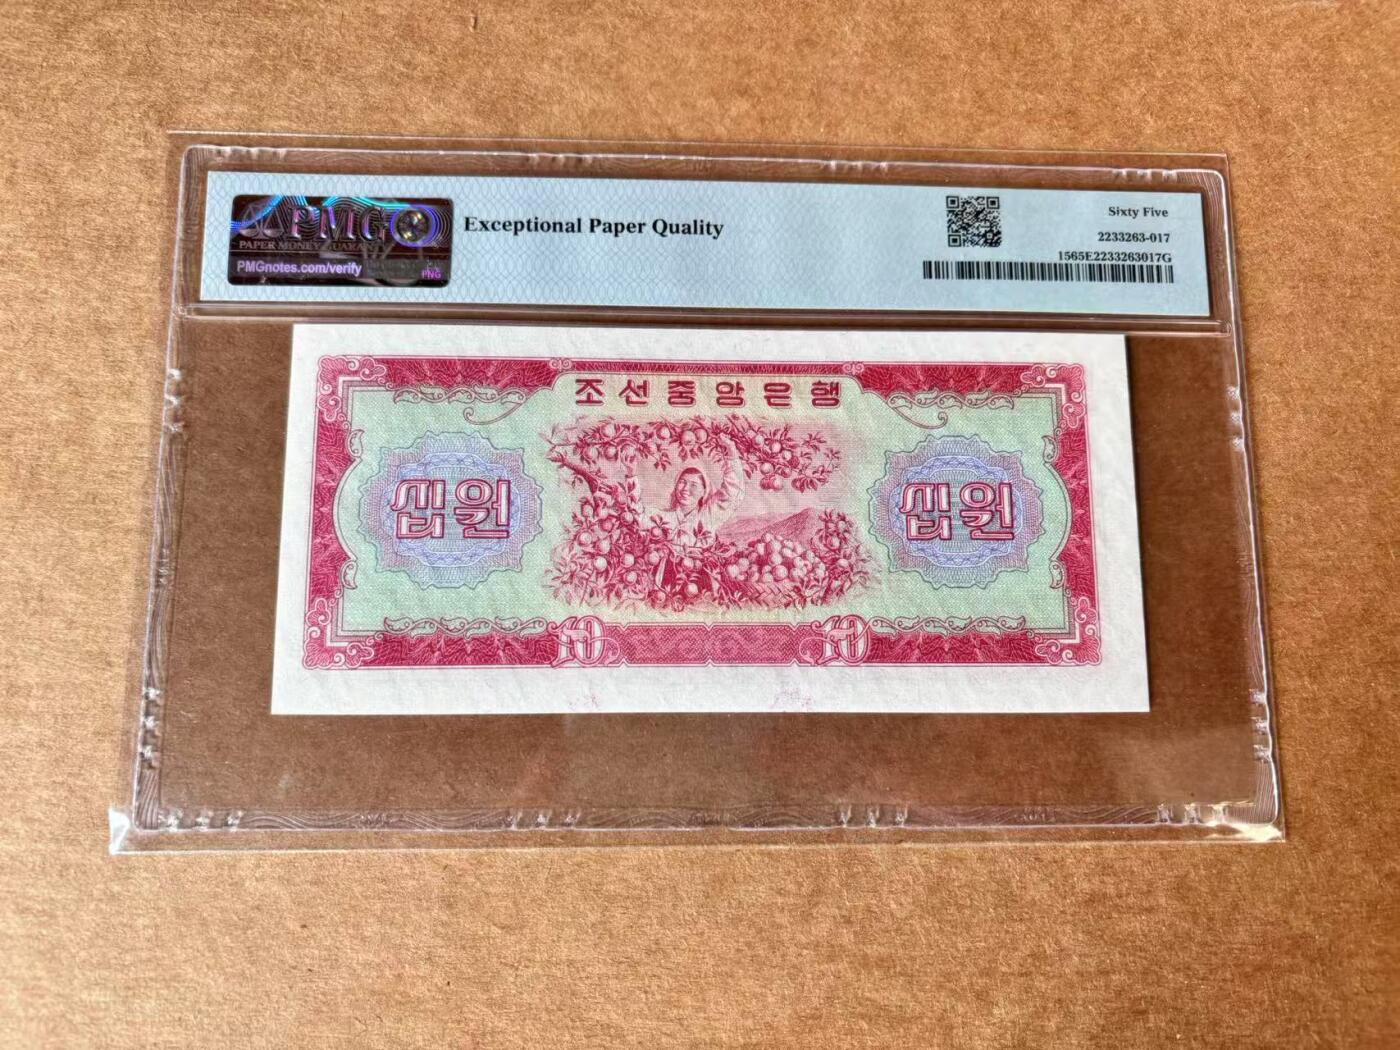 PMG
PAPER MONEY GUARANTY
PMGnotes.com/verify
PNG
Exceptional Paper Quality
Sixty Five
2233263-017
1565E2233263017G
조선중앙은행
십원
십원
10
10